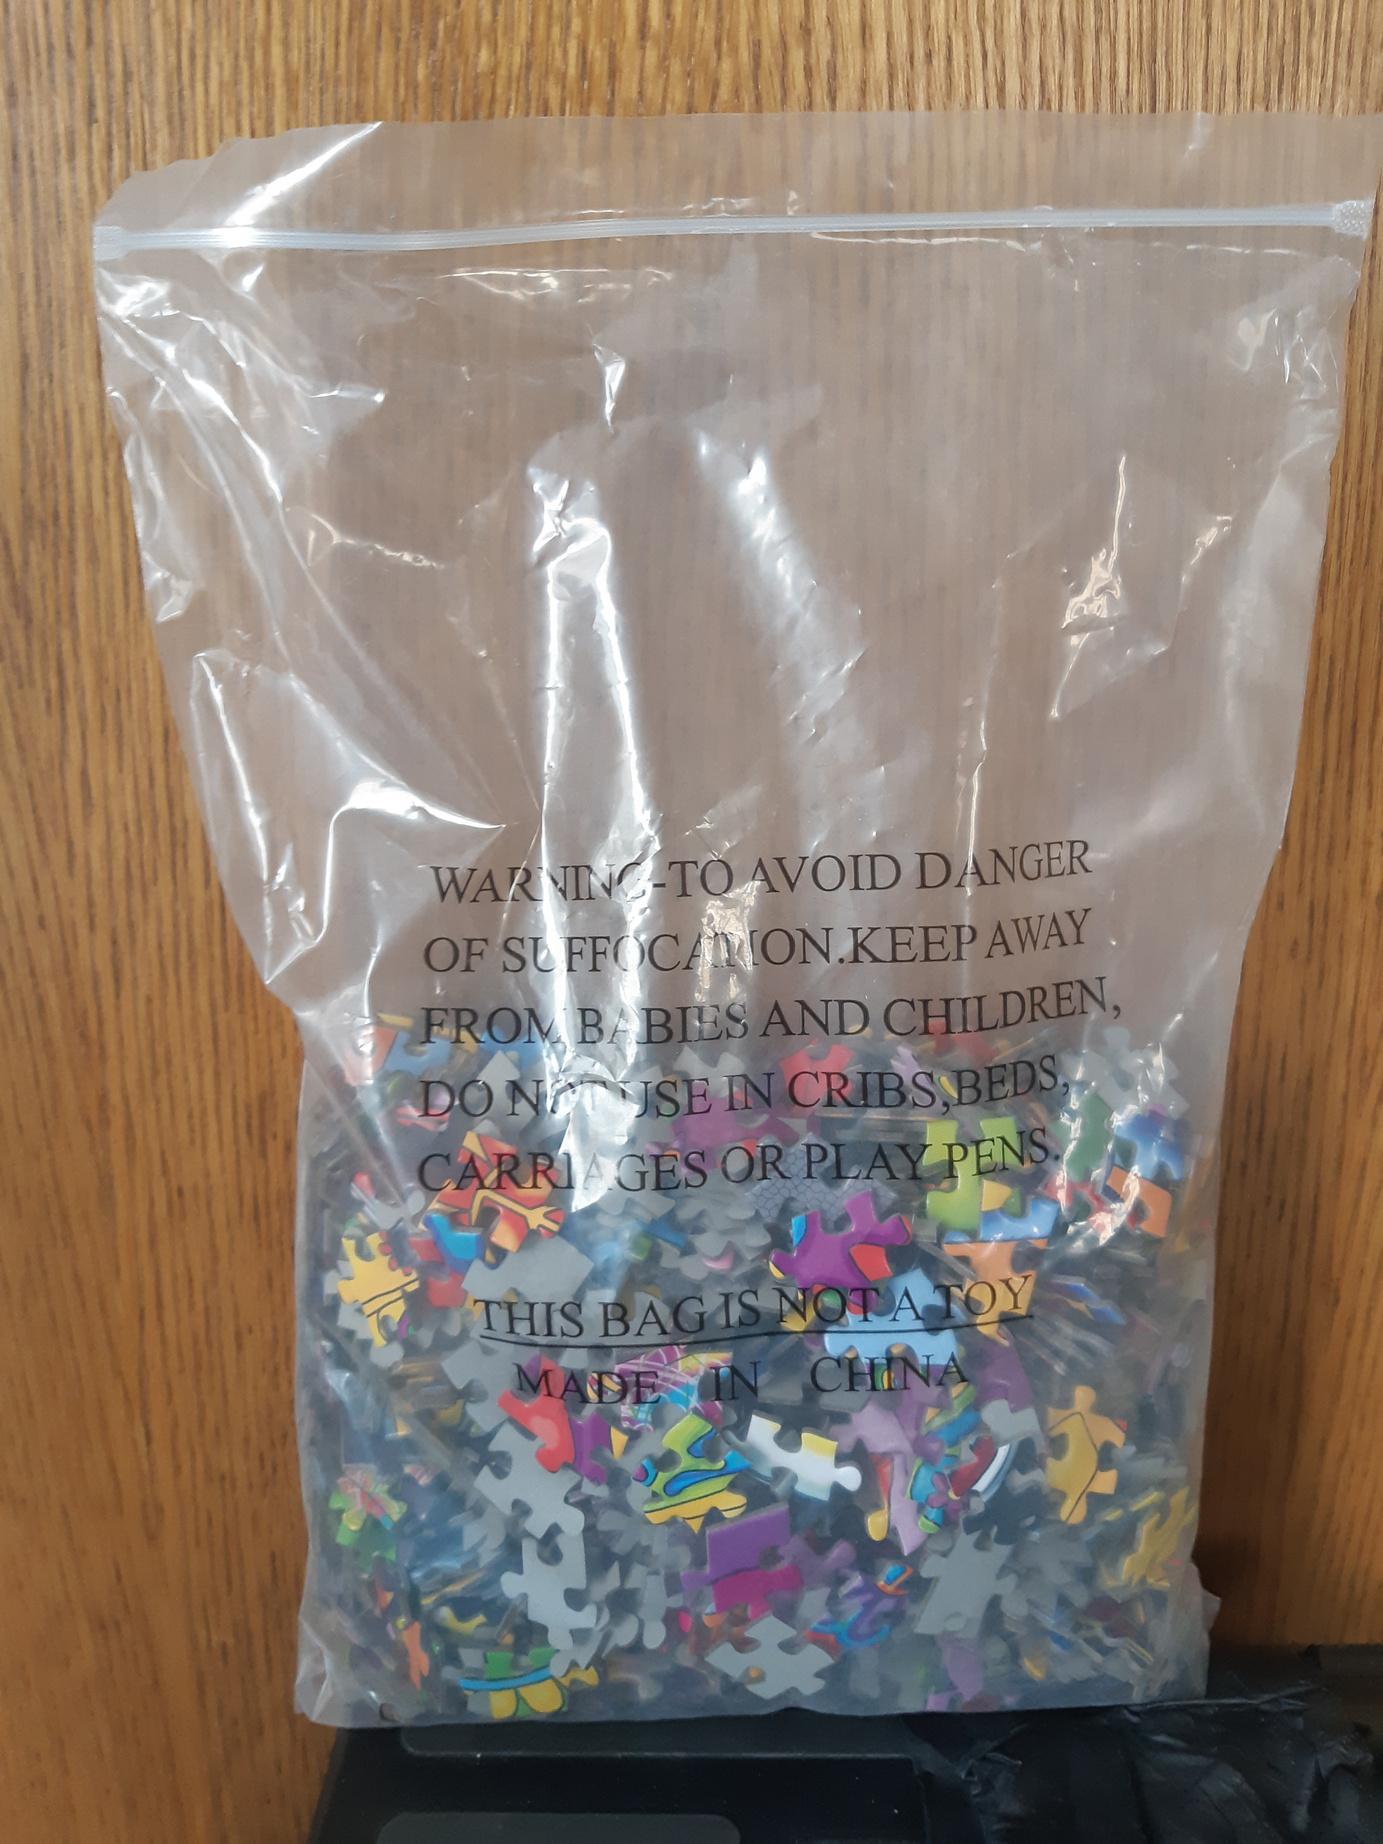 WARNING-TO AVOID DANGER
OF SUFFOCATION.KEEP AWAY
FROM BABIES AND CHILDREN,
DO NOT USE IN CRIBS,BEDS,
CARRIAGES OR PLAY PENS.
THIS BAG IS NOT A TOY
MADE IN CHINA